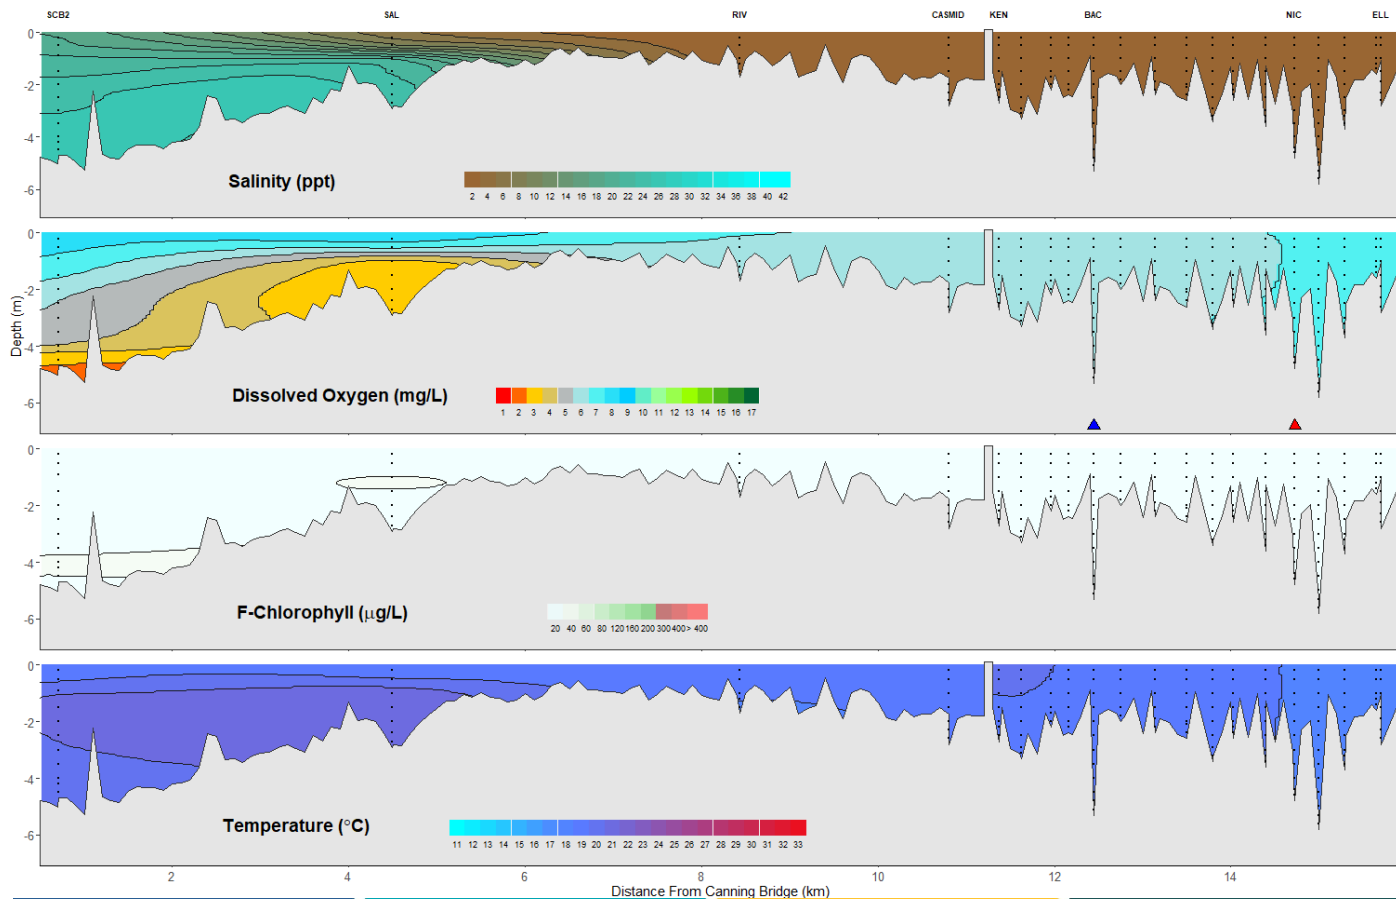 SCB2 SAL RIV CASMID KEN BAC NIC ELL
0
-2
-4
-6
Salinity (ppt)
2 4 6 8 10 12 14 16 18 20 22 24 26 28 30 32 34 36 38 40 42
0
-2
-4
-6
Depth (m)
Dissolved Oxygen (mg/L)
1 2 3 4 5 6 7 8 9 10 11 12 13 14 15 16 17
0
-2
-4
-6
F-Chlorophyll (µg/L)
20 40 60 80 120 160 200 300 400 > 400
0
-2
-4
-6
Temperature (°C)
11 12 13 14 15 16 17 18 19 20 21 22 23 24 25 26 27 28 29 30 31 32 33
2 4 6 8 10 12 14
Distance From Canning Bridge (km)